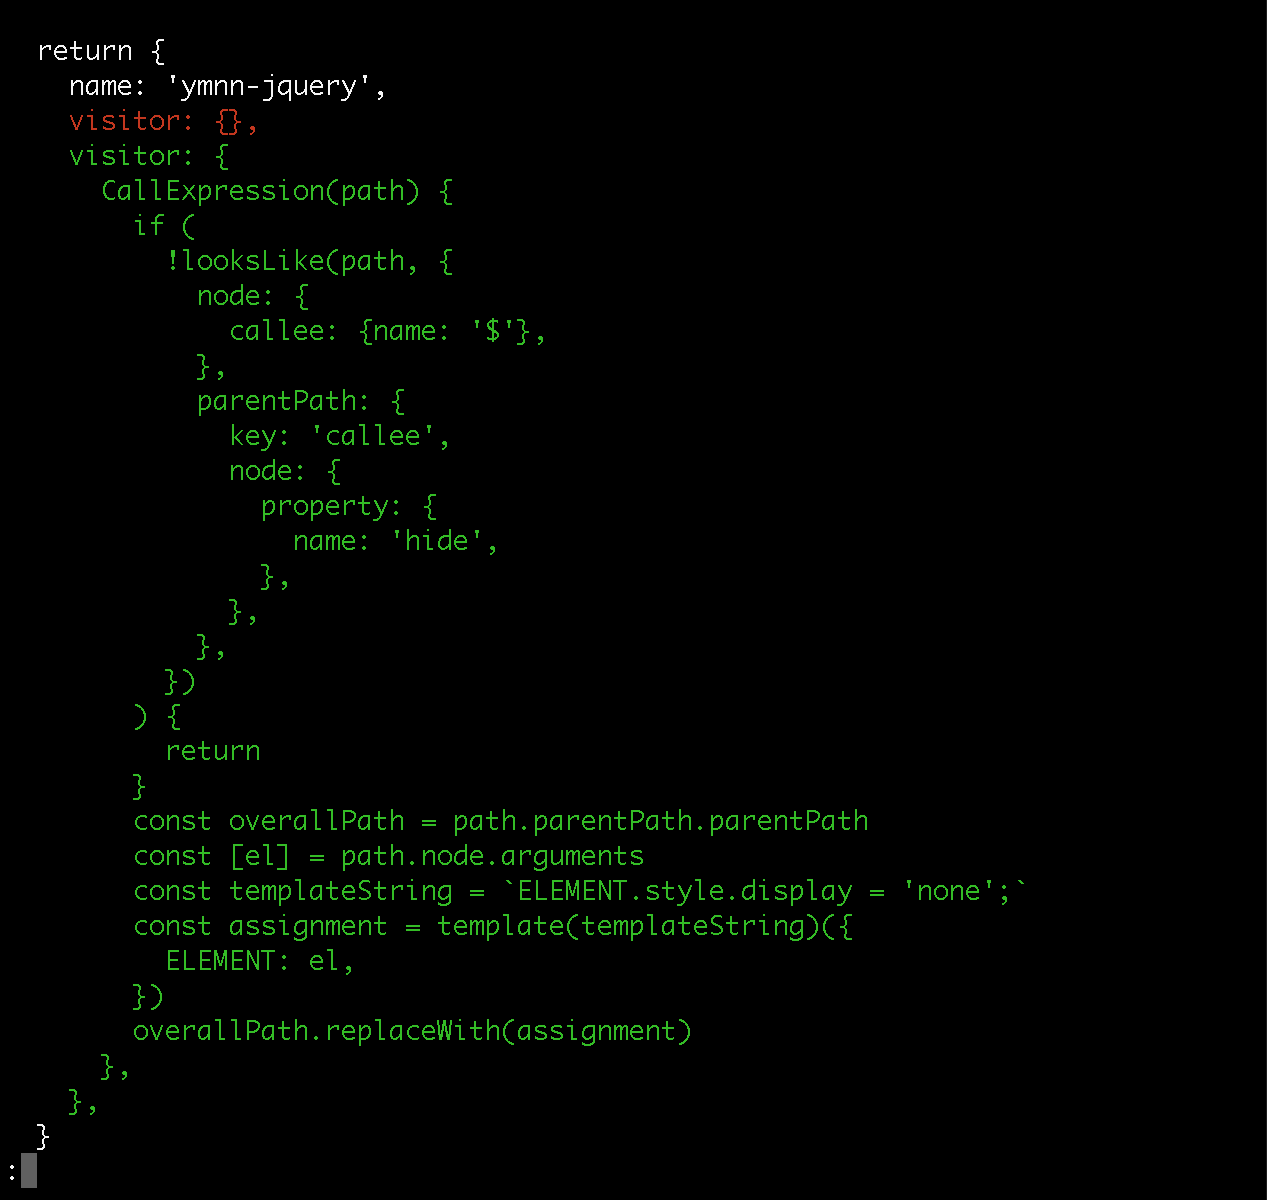 return {
  name: 'ymnn-jquery',
  visitor: {},
  visitor: {
    CallExpression(path) {
      if (
        !looksLike(path, {
          node: {
            callee: {name: '$'},
          },
          parentPath: {
            key: 'callee',
            node: {
              property: {
                name: 'hide',
              },
            },
          },
        })
      ) {
        return
      }
      const overallPath = path.parentPath.parentPath
      const [el] = path.node.arguments
      const templateString = `ELEMENT.style.display = 'none';`
      const assignment = template(templateString)({
        ELEMENT: el,
      })
      overallPath.replaceWith(assignment)
    },
  },
}
: